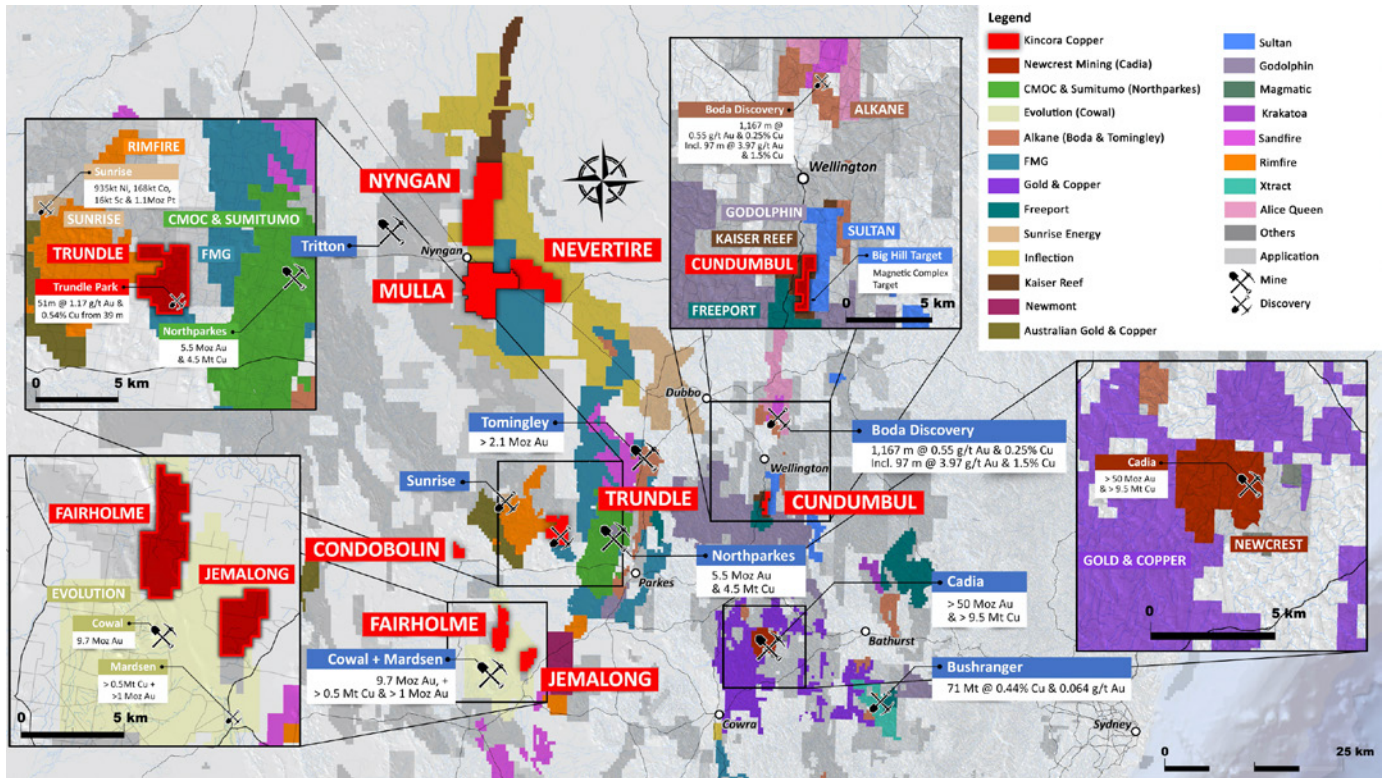 Legend
Kincora Copper
Newcrest Mining (Cadia)
CMOC & Sumitumo (Northparkes)
Evolution (Cowal)
Alkane (Boda & Tomingley)
FMG
Gold & Copper
Freeport
Sunrise Energy
Inflection
Kaiser Reef
Newmont
Australian Gold & Copper
Sultan
Godolphin
Magmatic
Krakatoa
Sandfire
Rimfire
Xtract
Alice Queen
Others
Application
Mine
Discovery
RIMFIRE
Sunrise
935kt Ni, 168kt Co,
16kt Sc & 1.1Moz Pt
SUNRISE
CMOC & SUMITUMO
TRUNDLE
FMG
Trundle Park
51m @ 1.17 g/t Au &
0.54% Cu from 39 m
Northparkes
5.5 Moz Au
& 4.5 Mt Cu
0
5 km
NYNGAN
Tritton
Nyngan
NEVERTIRE
MULLA
Boda Discovery
1,167 m @
0.55 g/t Au & 0.25% Cu
Incl. 97 m @ 3.97 g/t Au
& 1.5% Cu
ALKANE
Wellington
GODOLPHIN
KAISER REEF
SULTAN
CUNDUMBUL
Big Hill Target
Magnetic Complex
Target
FREEPORT
0
5 km
Dubbo
Tomingley
> 2.1 Moz Au
Boda Discovery
1,167 m @ 0.55 g/t Au & 0.25% Cu
Incl. 97 m @ 3.97 g/t Au & 1.5% Cu
Wellington
Sunrise
TRUNDLE
CUNDUMBUL
CONDOBOLIN
Northparkes
5.5 Moz Au
& 4.5 Mt Cu
Parkes
Cadia
> 50 Moz Au
& > 9.5 Mt Cu
FAIRHOLME
Cowal + Mardsen
9.7 Moz Au, +
> 0.5 Mt Cu & > 1 Moz Au
JEMALONG
Bathurst
Bushranger
71 Mt @ 0.44% Cu & 0.064 g/t Au
Cowra
Sydney
0
25 km
FAIRHOLME
JEMALONG
EVOLUTION
Cowal
9.7 Moz Au
Mardsen
> 0.5Mt Cu +
>1 Moz Au
0
5 km
Cadia
> 50 Moz Au
& > 9.5 Mt Cu
NEWCREST
GOLD & COPPER
0
5 km